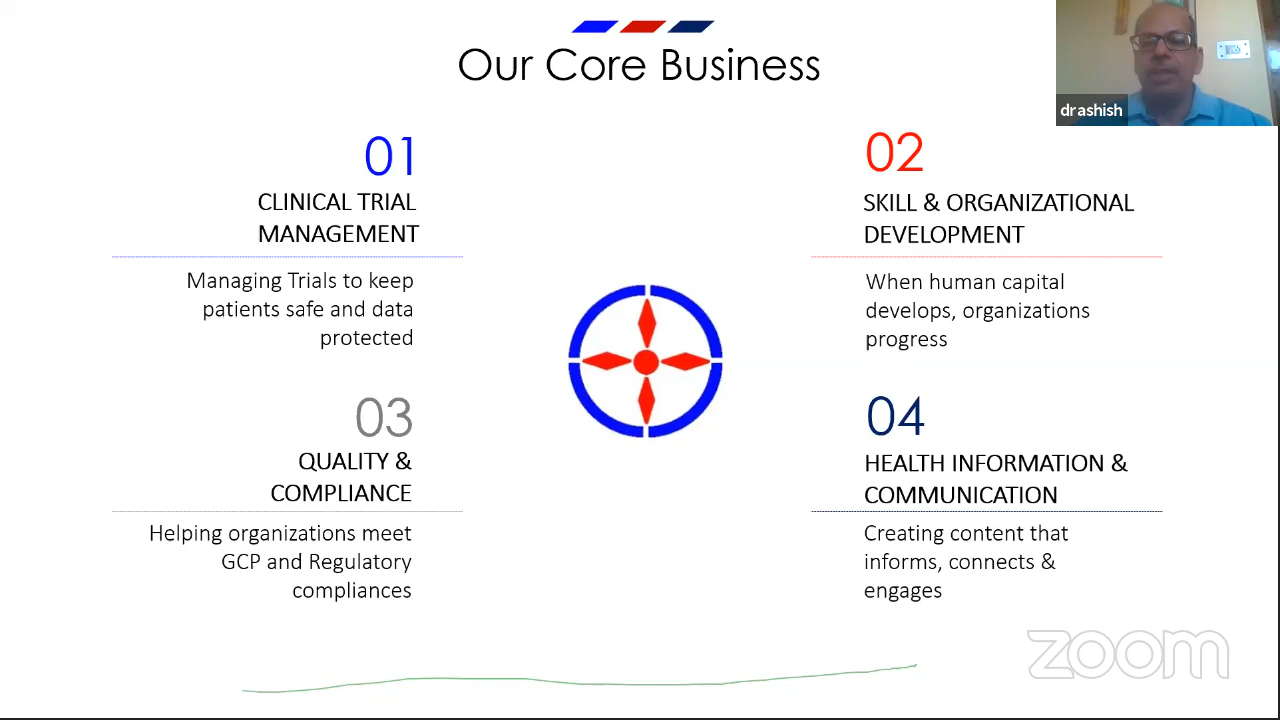 Our Core Business
drashish
01
CLINICAL TRIAL
MANAGEMENT
Managing Trials to keep
patients safe and data
protected
02
SKILL & ORGANIZATIONAL
DEVELOPMENT
When human capital
develops, organizations
progress
03
QUALITY &
COMPLIANCE
Helping organizations meet
GCP and Regulatory
compliances
04
HEALTH INFORMATION &
COMMUNICATION
Creating content that
informs, connects &
engages
zoom